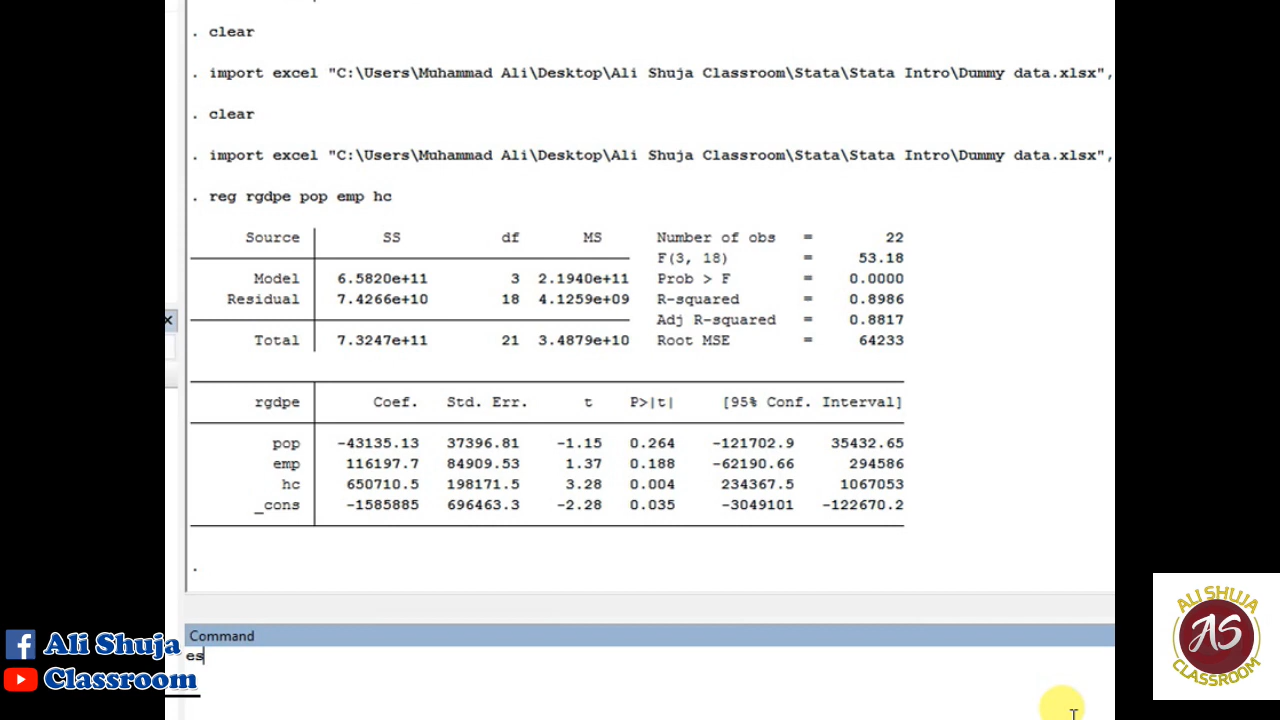 . clear
. import excel "C:\Users\Muhammad Ali\Desktop\Ali Shuja Classroom\Stata\Stata Intro\Dummy data.xlsx",
. clear
. import excel "C:\Users\Muhammad Ali\Desktop\Ali Shuja Classroom\Stata\Stata Intro\Dummy data.xlsx",
. reg rgdpe pop emp hc
Source SS df MS Number of obs = 22
F(3, 18) = 53.18
Model 6.5820e+11 3 2.1940e+11 Prob > F = 0.0000
Residual 7.4266e+10 18 4.1259e+09 R-squared = 0.8986
Adj R-squared = 0.8817
Total 7.3247e+11 21 3.4879e+10 Root MSE = 64233
rgdpe Coef. Std. Err. t P>|t| [95% Conf. Interval]
pop -43135.13 37396.81 -1.15 0.264 -121702.9 35432.65
emp 116197.7 84909.53 1.37 0.188 -62190.66 294586
hc 650710.5 198171.5 3.28 0.004 234367.5 1067053
_cons -1585885 696463.3 -2.28 0.035 -3049101 -122670.2
.
Command
es
Ali Shuja
Classroom
ALI SHUJA
AS
CLASSROOM